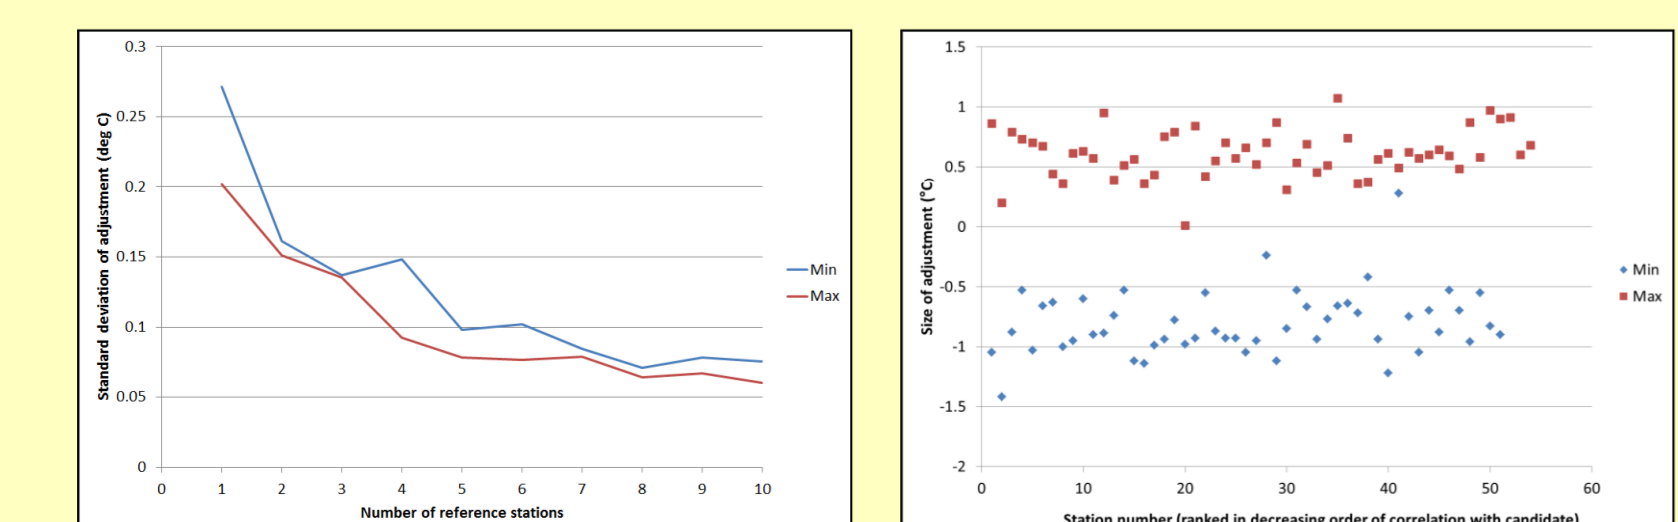 0.3
0.25
0.2
0.15
0.1
0.05
0
0 1 2 3 4 5 6 7 8 9 10
Standard deviation of adjustment (deg C)
Number of reference stations
Min
Max
1.5
1
0.5
0
-0.5
-1
-1.5
-2
0 10 20 30 40 50 60
Size of adjustment (°C)
Station number (ranked in decreasing order of correlation with candidate)
Min
Max